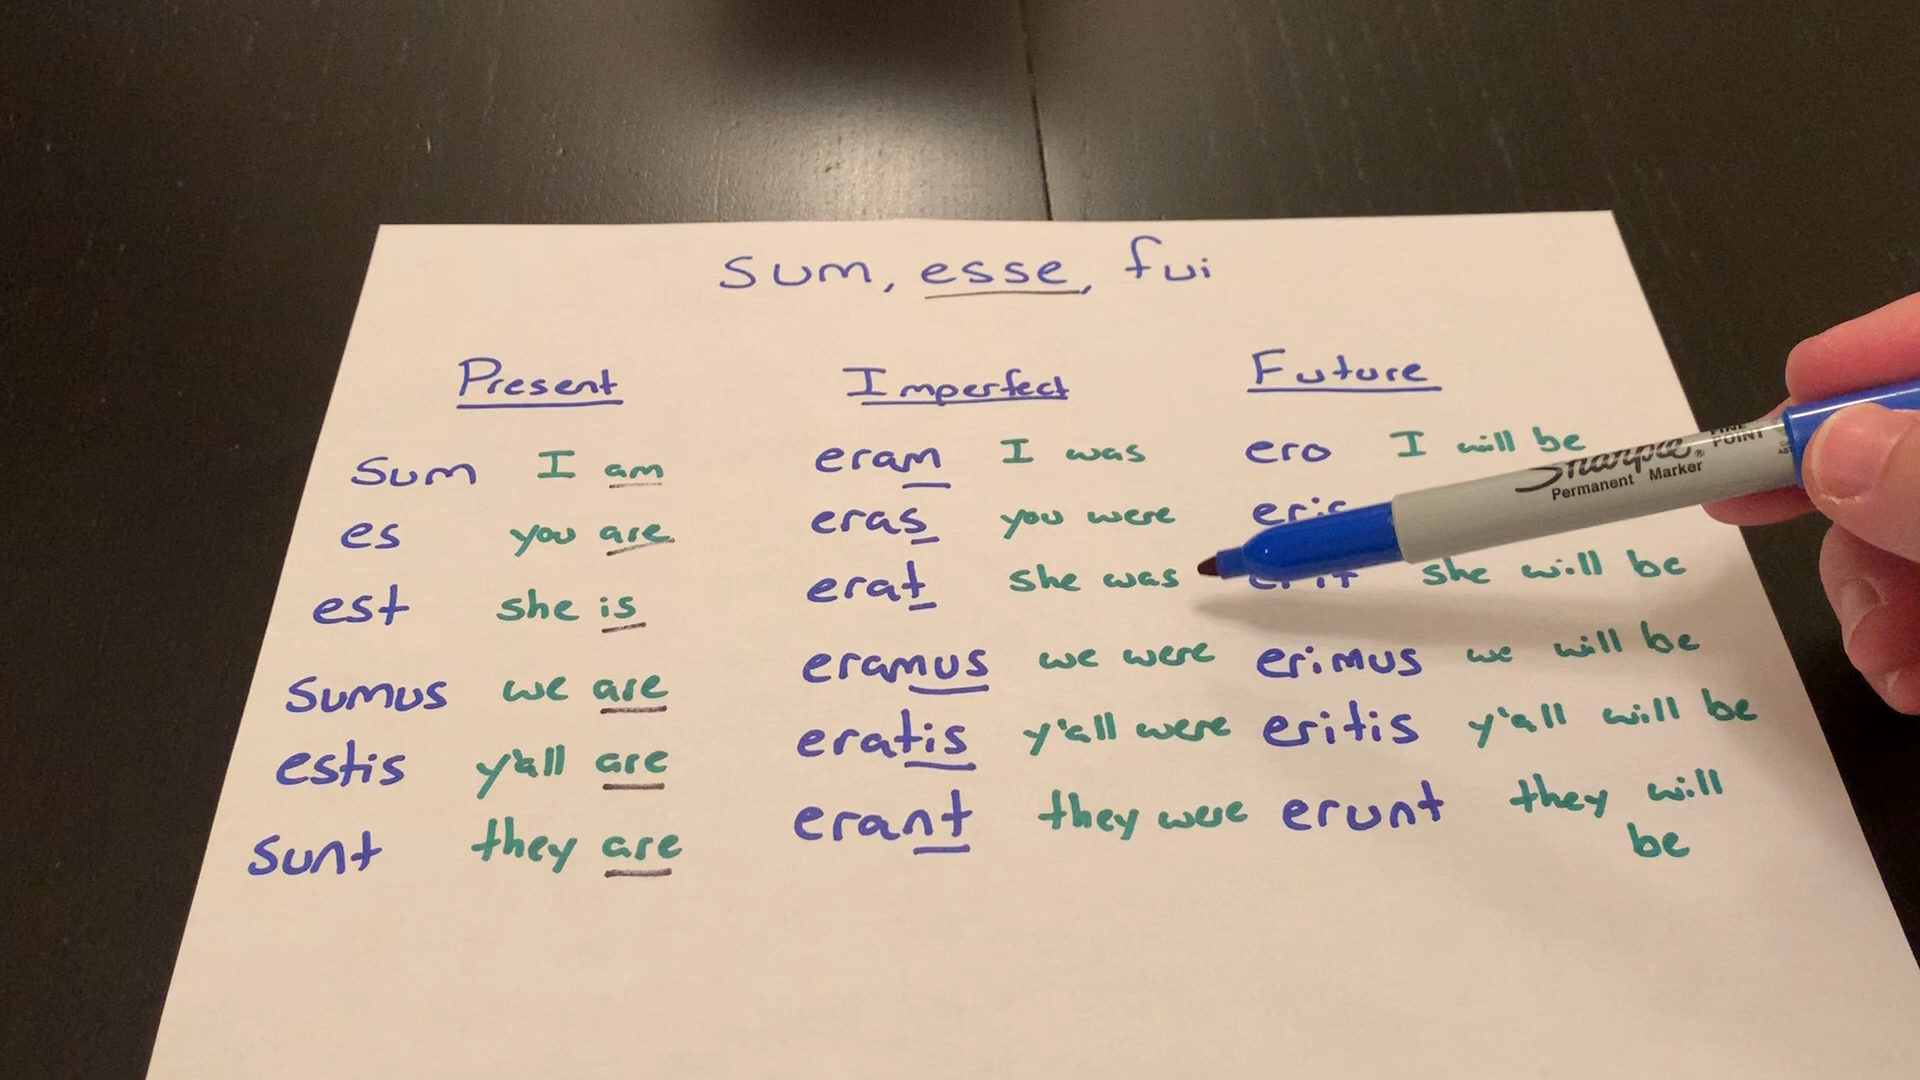 sum, esse, fui
Present Imperfect Future
sum I am eram I was ero I will be
es you are eras you were
est she is erat she was she will be
sumus we are eramus we were erimus we will be
estis y'all are eratis y'all were eritis y'all will be
sunt they are erant they were erunt they will
be
Sharpie®
Permanent Marker
FINE POINT